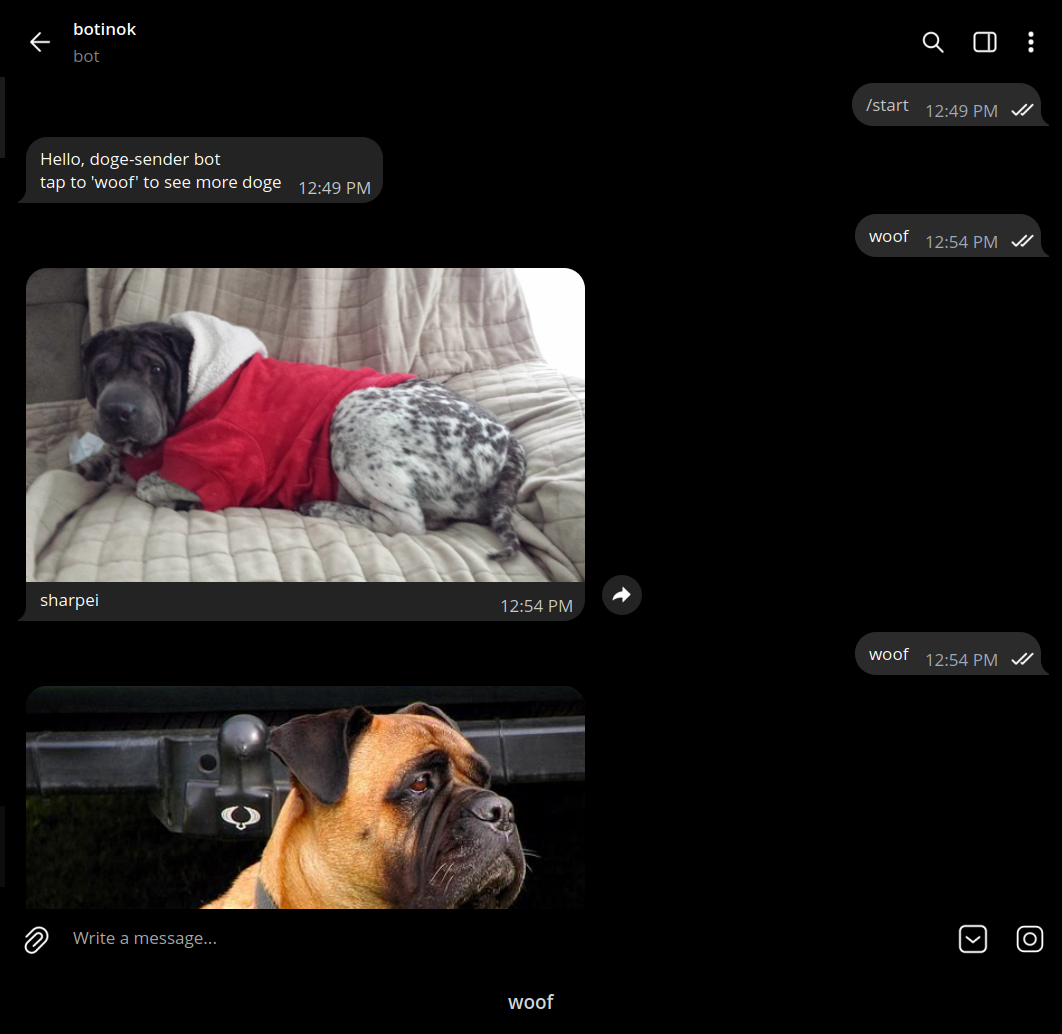 botinok
bot
/start 12:49 PM
Hello, doge-sender bot
tap to 'woof' to see more doge 12:49 PM
woof 12:54 PM
sharpei 12:54 PM
woof 12:54 PM
Write a message...
woof